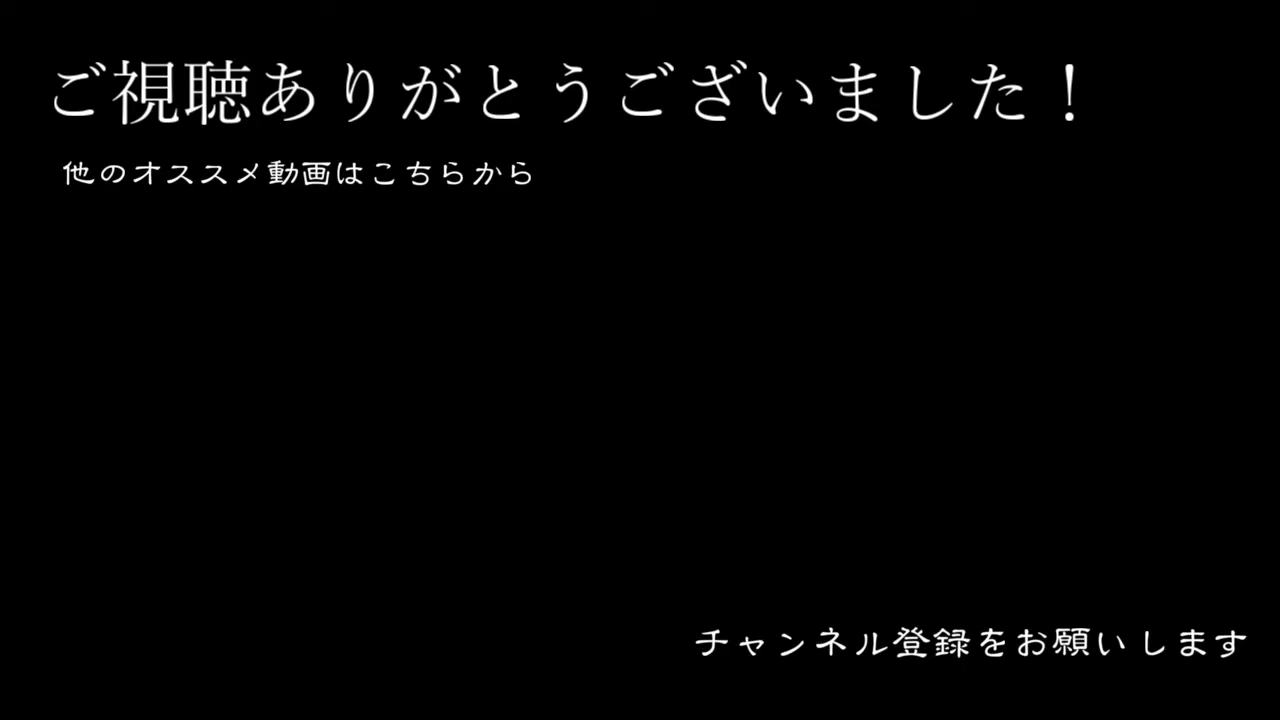 ご視聴ありがとうございました！
他のオススメ動画はこちらから
チャンネル登録をお願いします